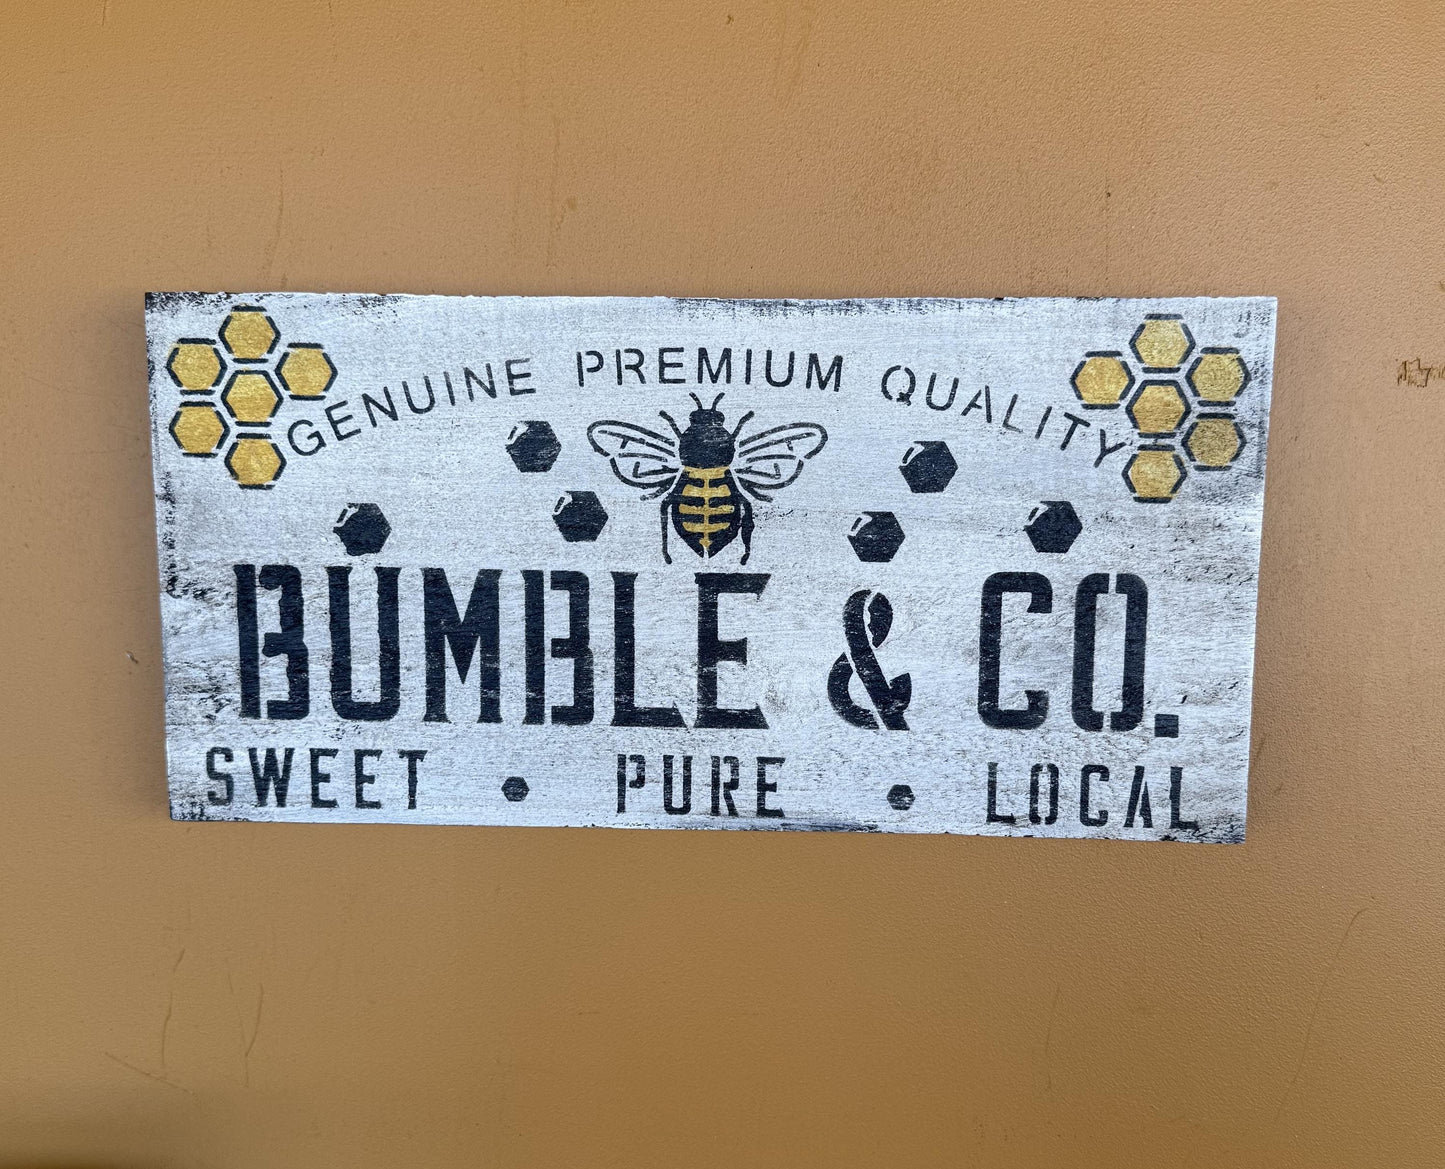 GENUINE PREMIUM QUALITY
BUMBLE & CO.
SWEET • PURE • LOCAL